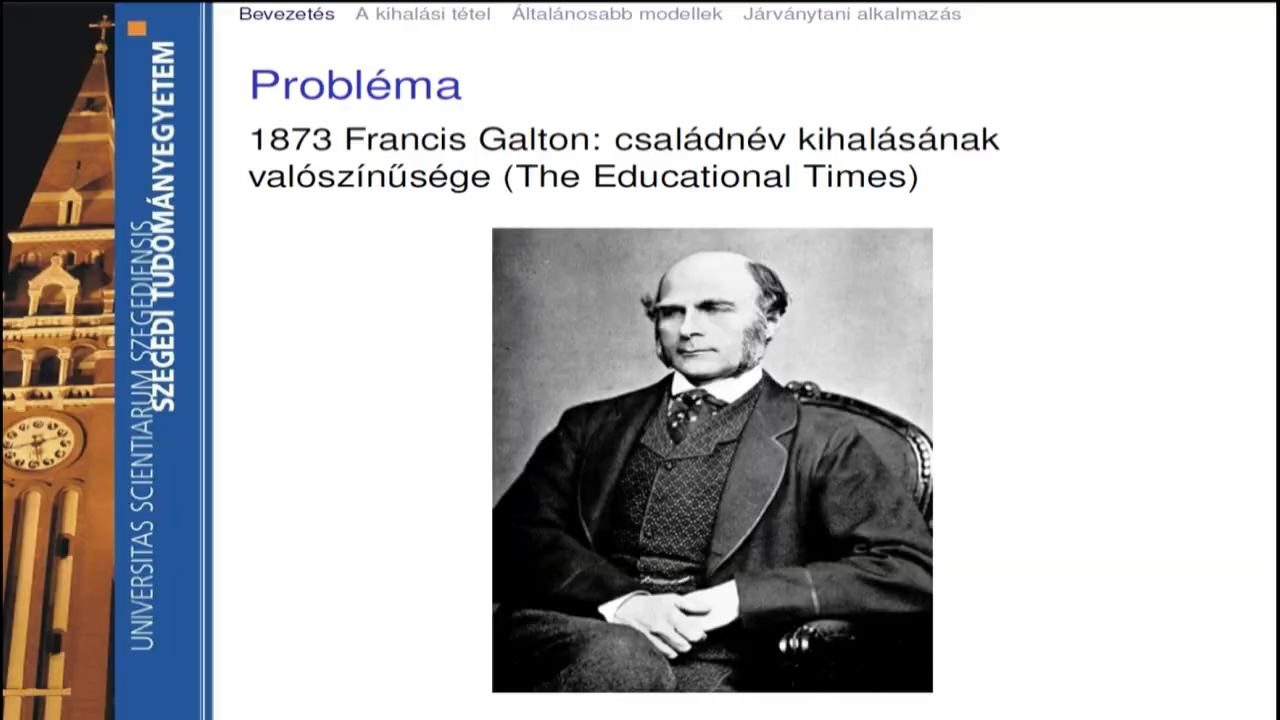 Bevezetés A kihalási tétel Általánosabb modellek Járványtani alkalmazás
Probléma
1873 Francis Galton: családnév kihalásának
valószínűsége (The Educational Times)
SZEGEDI TUDOMÁNYEGYETEM
UNIVERSITAS SCIENTIARUM SZEGEDIENSIS